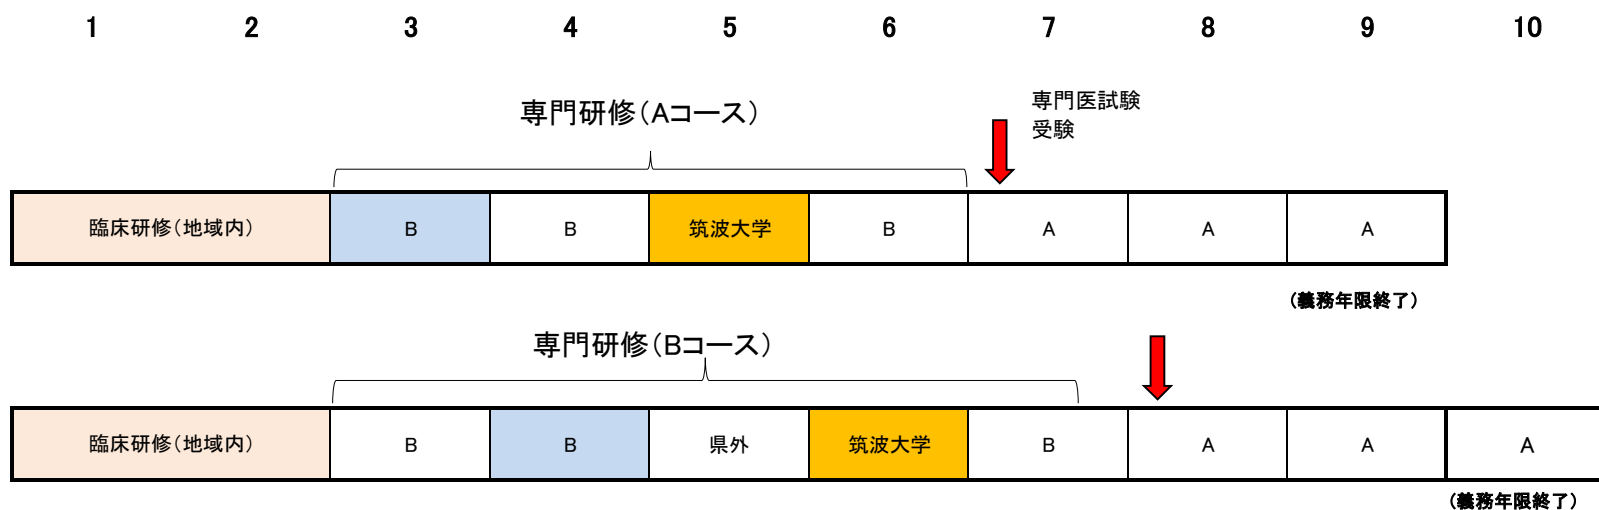 1 2 3 4 5 6 7 8 9 10
専門研修(Aコース)
専門医試験
受験
臨床研修(地域内) B B 筑波大学 B A A A
(義務年限終了)
専門研修(Bコース)
臨床研修(地域内) B B 県外 筑波大学 B A A A
(義務年限終了)